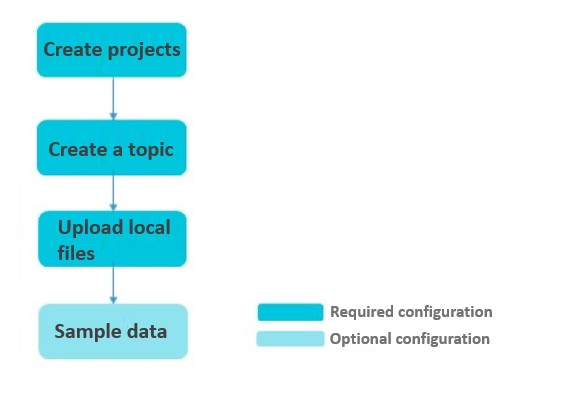 Create projects
Create a topic
Upload local
files
Sample data
Required configuration
Optional configuration